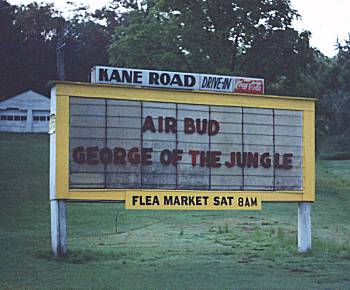 KANE ROAD DRIVE-IN Coca-Cola
AIR BUD
GEORGE OF THE JUNGLE
FLEA MARKET SAT 8AM